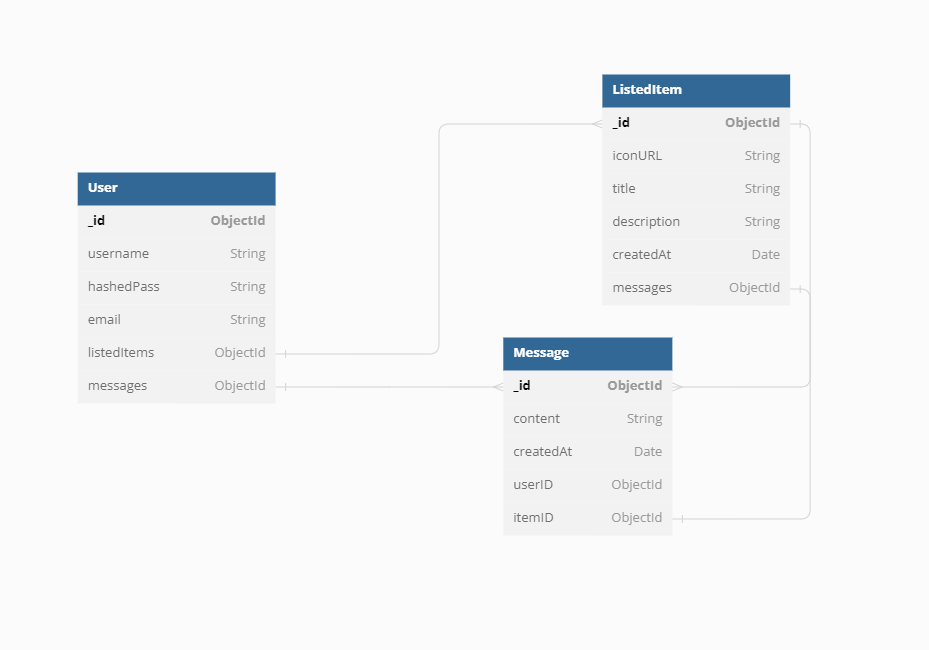 User
_id ObjectId
username String
hashedPass String
email String
listedItems ObjectId
messages ObjectId
ListedItem
_id ObjectId
iconURL String
title String
description String
createdAt Date
messages ObjectId
Message
_id ObjectId
content String
createdAt Date
userID ObjectId
itemID ObjectId